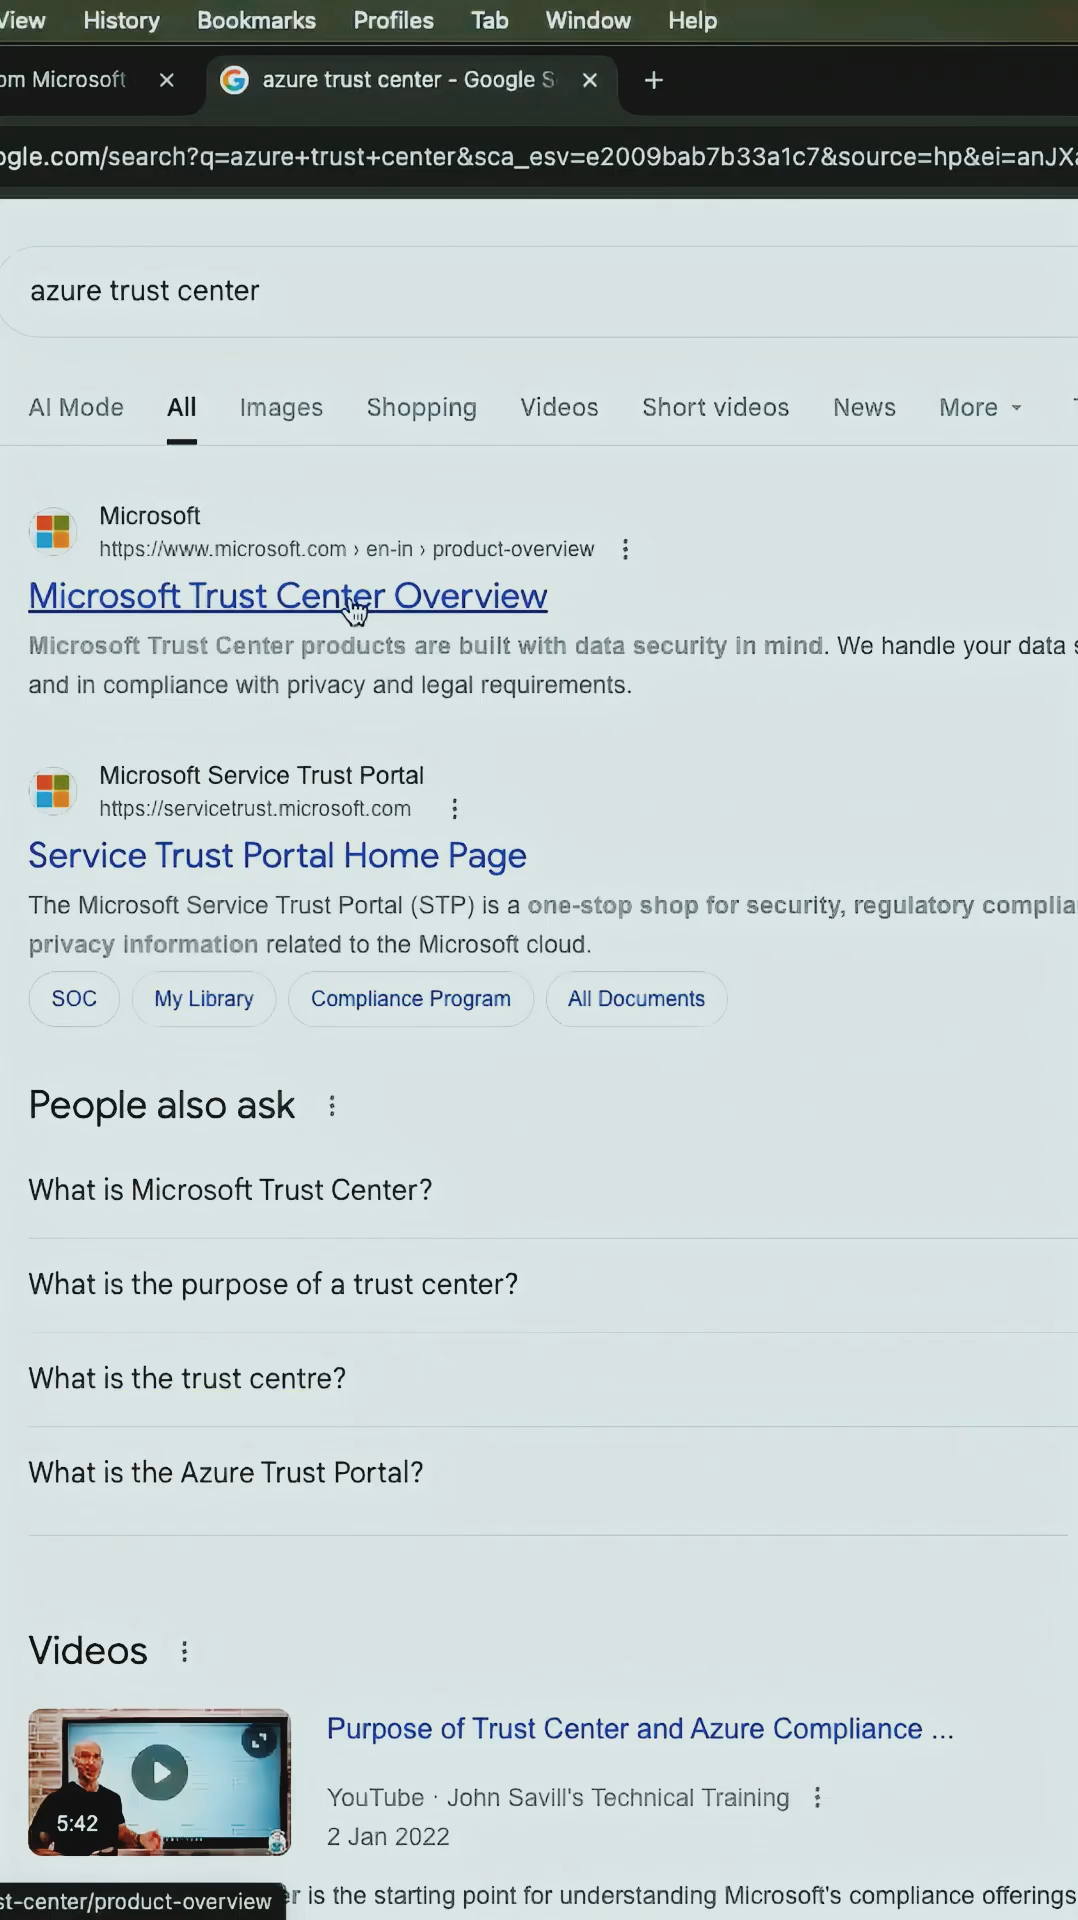 View History Bookmarks Profiles Tab Window Help
om Microsoft azure trust center - Google S
ogle.com/search?q=azure+trust+center&sca_esv=e2009bab7b33a1c7&source=hp&ei=anJXa
azure trust center
AI Mode All Images Shopping Videos Short videos News More
Microsoft
https://www.microsoft.com › en-in › product-overview
Microsoft Trust Center Overview
Microsoft Trust Center products are built with data security in mind. We handle your data s
and in compliance with privacy and legal requirements.
Microsoft Service Trust Portal
https://servicetrust.microsoft.com
Service Trust Portal Home Page
The Microsoft Service Trust Portal (STP) is a one-stop shop for security, regulatory complia
privacy information related to the Microsoft cloud.
SOC My Library Compliance Program All Documents
People also ask
What is Microsoft Trust Center?
What is the purpose of a trust center?
What is the trust centre?
What is the Azure Trust Portal?
Videos
Purpose of Trust Center and Azure Compliance ...
5:42
YouTube · John Savill's Technical Training
2 Jan 2022
st-center/product-overview
er is the starting point for understanding Microsoft's compliance offerings